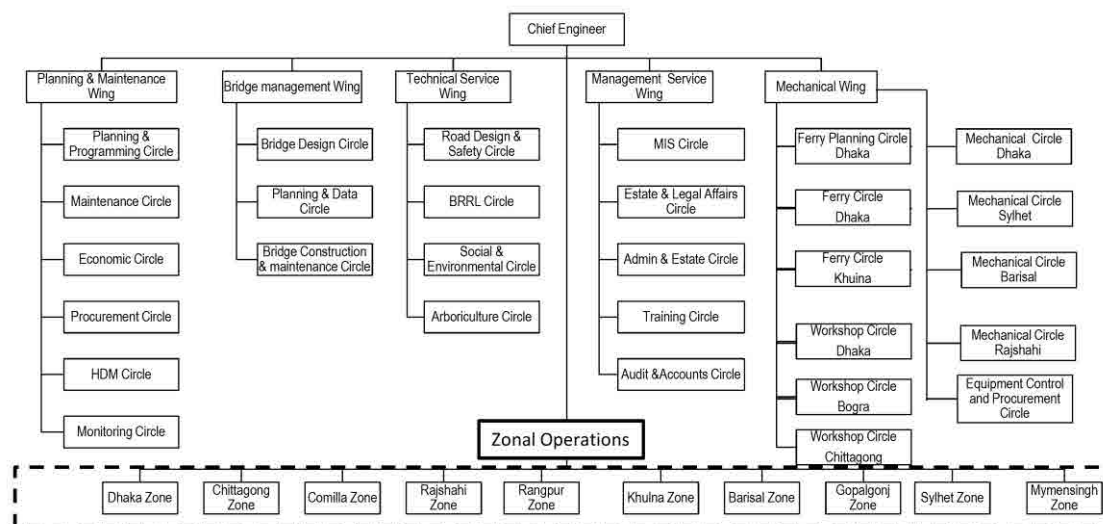 Chief Engineer
Planning & Maintenance
Wing
Bridge management Wing
Technical Service
Wing
Management Service
Wing
Mechanical Wing
Planning &
Programming Circle
Maintenance Circle
Economic Circle
Procurement Circle
HDM Circle
Monitoring Circle
Bridge Design Circle
Planning & Data
Circle
Bridge Construction
& maintenance Circle
Road Design &
Safety Circle
BRRL Circle
Social &
Environmental Circle
Arboriculture Circle
MIS Circle
Estate & Legal Affairs
Circle
Admin & Estate Circle
Training Circle
Audit &Accounts Circle
Ferry Planning Circle
Dhaka
Ferry Circle
Dhaka
Ferry Circle
Khuina
Workshop Circle
Dhaka
Workshop Circle
Bogra
Workshop Circle
Chittagong
Mechanical Circle
Dhaka
Mechanical Circle
Sylhet
Mechanical Circle
Barisal
Mechanical Circle
Rajshahi
Equipment Control
and Procurement
Circle
Zonal Operations
Dhaka Zone
Chittagong
Zone
Comilla Zone
Rajshahi
Zone
Rangpur
Zone
Khulna Zone
Barisal Zone
Gopalgonj
Zone
Sylhet Zone
Mymensingh
Zone